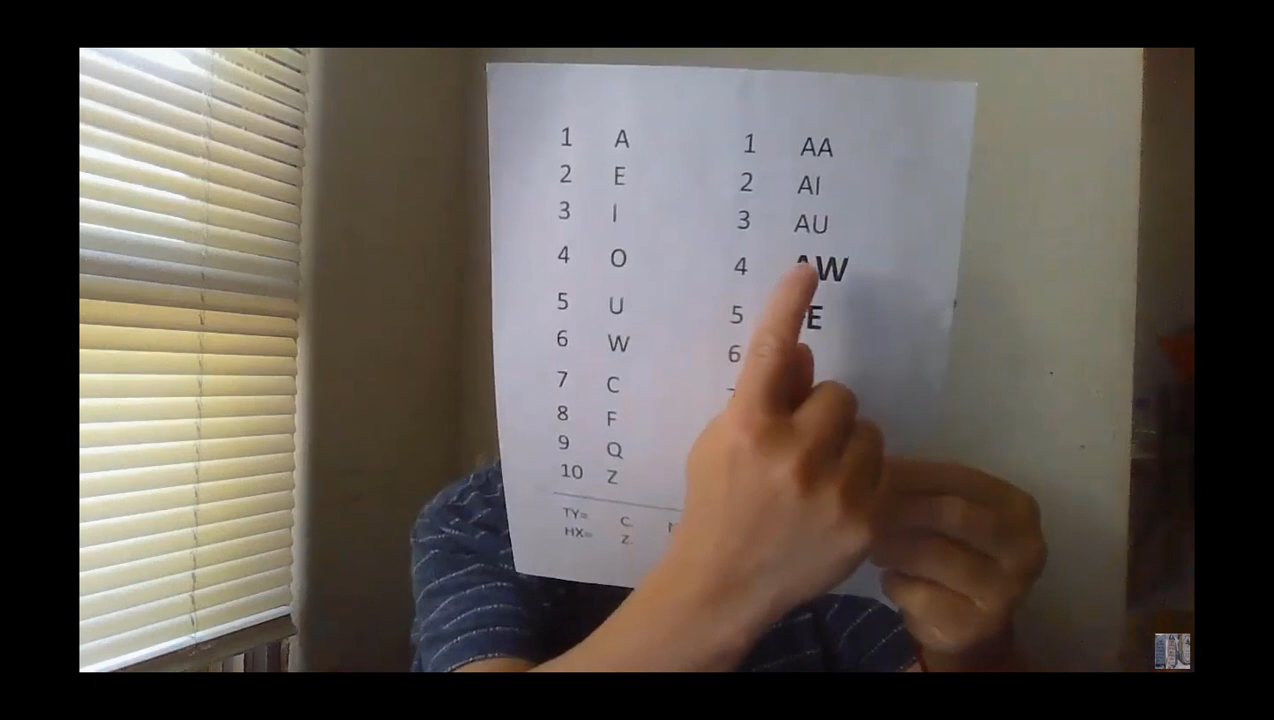 1 A 1 AA
2 E 2 AI
3 I 3 AU
4 O 4 AW
5 U 5
6 W 6
7 C
8 F
9 Q
10 Z
TY= C.
HX= Z.